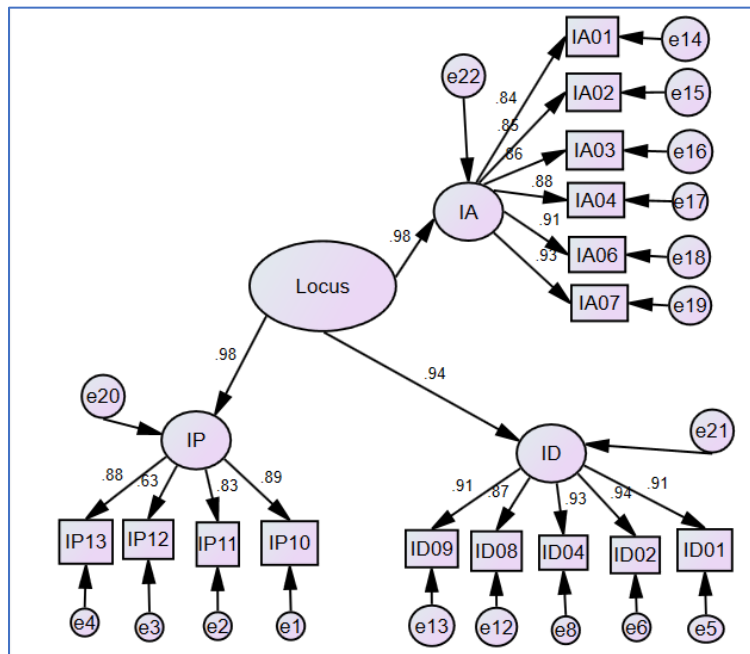 IA01
e14
e22
.84
IA02
e15
.85
IA03
e16
.86
IA04
e17
.88
IA
.91
IA06
e18
.98
.93
IA07
e19
Locus
.98
.94
e20
IP
ID
e21
.88
.63
.83
.89
.91
.87
.93
.94
.91
IP13
IP12
IP11
IP10
ID09
ID08
ID04
ID02
ID01
e4
e3
e2
e1
e13
e12
e8
e6
e5